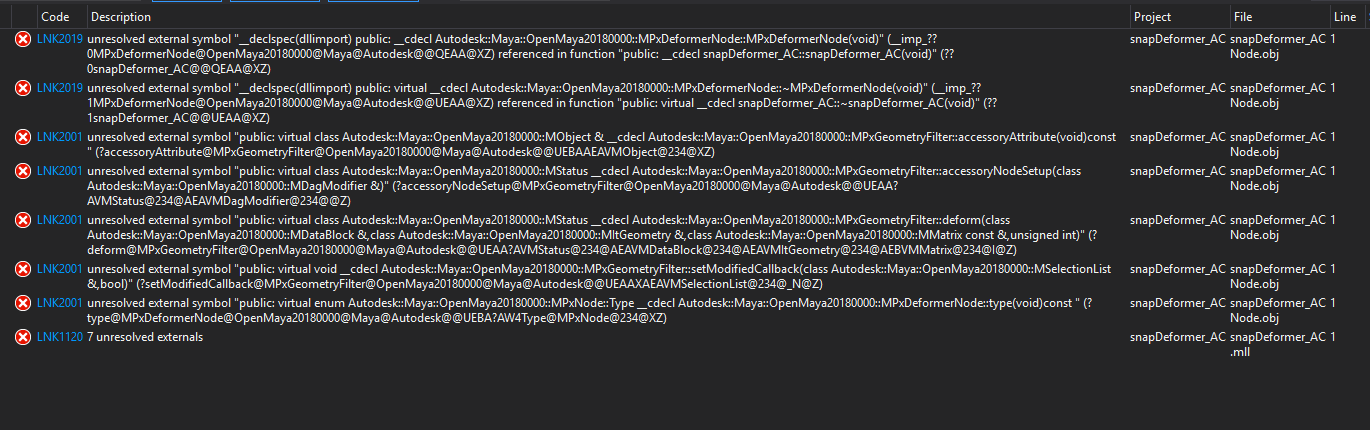 Code Description Project File Line
LNK2019 unresolved external symbol "__declspec(dllimport) public: __cdecl Autodesk::Maya::OpenMaya20180000::MPxDeformerNode::MPxDeformerNode(void)" (__imp_?? snapDeformer_AC snapDeformer_AC 1
0MPxDeformerNode@OpenMaya20180000@Maya@Autodesk@@QEAA@XZ) referenced in function "public: __cdecl snapDeformer_AC::snapDeformer_AC(void)" (?? Node.obj
0snapDeformer_AC@@QEAA@XZ)
LNK2019 unresolved external symbol "__declspec(dllimport) public: virtual __cdecl Autodesk::Maya::OpenMaya20180000::MPxDeformerNode::~MPxDeformerNode(void)" (__imp_?? snapDeformer_AC snapDeformer_AC 1
1MPxDeformerNode@OpenMaya20180000@Maya@Autodesk@@UEAA@XZ) referenced in function "public: virtual __cdecl snapDeformer_AC::~snapDeformer_AC(void)" (?? Node.obj
1snapDeformer_AC@@UEAA@XZ)
LNK2001 unresolved external symbol "public: virtual class Autodesk::Maya::OpenMaya20180000::MObject & __cdecl Autodesk::Maya::OpenMaya20180000::MPxGeometryFilter::accessoryAttribute(void)const snapDeformer_AC snapDeformer_AC 1
" (?accessoryAttribute@MPxGeometryFilter@OpenMaya20180000@Maya@Autodesk@@UEBAAEAVMObject@234@XZ) Node.obj
LNK2001 unresolved external symbol "public: virtual class Autodesk::Maya::OpenMaya20180000::MStatus __cdecl Autodesk::Maya::OpenMaya20180000::MPxGeometryFilter::accessoryNodeSetup(class snapDeformer_AC snapDeformer_AC 1
Autodesk::Maya::OpenMaya20180000::MDagModifier &)" (?accessoryNodeSetup@MPxGeometryFilter@OpenMaya20180000@Maya@Autodesk@@UEAA? Node.obj
AVMStatus@234@AEAVMDagModifier@234@@Z)
LNK2001 unresolved external symbol "public: virtual class Autodesk::Maya::OpenMaya20180000::MStatus __cdecl Autodesk::Maya::OpenMaya20180000::MPxGeometryFilter::deform(class snapDeformer_AC snapDeformer_AC 1
Autodesk::Maya::OpenMaya20180000::MDataBlock &,class Autodesk::Maya::OpenMaya20180000::MItGeometry &,class Autodesk::Maya::OpenMaya20180000::MMatrix const &,unsigned int)" (? Node.obj
deform@MPxGeometryFilter@OpenMaya20180000@Maya@Autodesk@@UEAA?AVMStatus@234@AEAVMDataBlock@234@AEAVMItGeometry@234@AEBVMMatrix@234@I@Z)
LNK2001 unresolved external symbol "public: virtual void __cdecl Autodesk::Maya::OpenMaya20180000::MPxGeometryFilter::setModifiedCallback(class Autodesk::Maya::OpenMaya20180000::MSelectionList snapDeformer_AC snapDeformer_AC 1
&,bool)" (?setModifiedCallback@MPxGeometryFilter@OpenMaya20180000@Maya@Autodesk@@UEAAXAEAVMSelectionList@234@_N@Z) Node.obj
LNK2001 unresolved external symbol "public: virtual enum Autodesk::Maya::OpenMaya20180000::MPxNode::Type __cdecl Autodesk::Maya::OpenMaya20180000::MPxDeformerNode::type(void)const " (? snapDeformer_AC snapDeformer_AC 1
type@MPxDeformerNode@OpenMaya20180000@Maya@Autodesk@@UEBA?AW4Type@MPxNode@234@XZ) Node.obj
LNK1120 7 unresolved externals snapDeformer_AC snapDeformer_AC 1
.mll